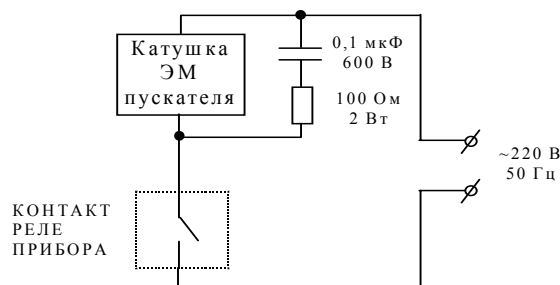 Катушка
ЭМ
пускателя
0,1 мкФ
600 В
100 Ом
2 Вт
~220 В
50 Гц
КОНТАКТ
РЕЛЕ
ПРИБОРА